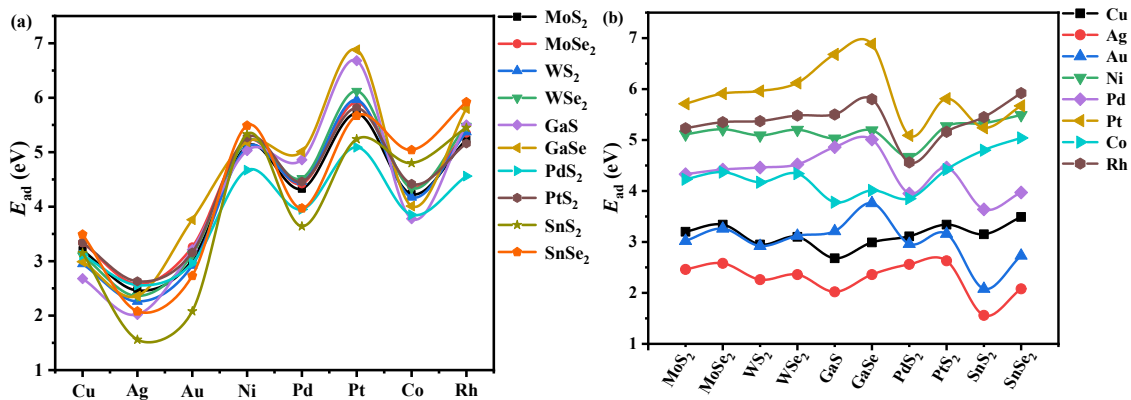 (a)
E_ad (eV)
7
6
5
4
3
2
1
Cu Ag Au Ni Pd Pt Co Rh
MoS₂
MoSe₂
WS₂
WSe₂
GaS
GaSe
PdS₂
PtS₂
SnS₂
SnSe₂
(b)
E_ad (eV)
7
6
5
4
3
2
1
MoS₂ MoSe₂ WS₂ WSe₂ GaS GaSe PdS₂ PtS₂ SnS₂ SnSe₂
Cu
Ag
Au
Ni
Pd
Pt
Co
Rh